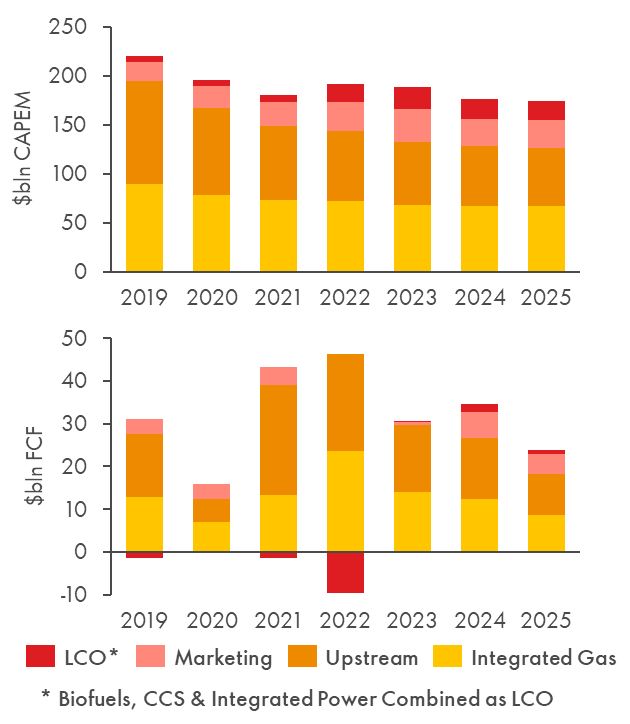 $bln CAPEM
250
200
150
100
50
0
2019 2020 2021 2022 2023 2024 2025
$bln FCF
50
40
30
20
10
0
-10
2019 2020 2021 2022 2023 2024 2025
LCO* Marketing Upstream Integrated Gas
* Biofuels, CCS & Integrated Power Combined as LCO